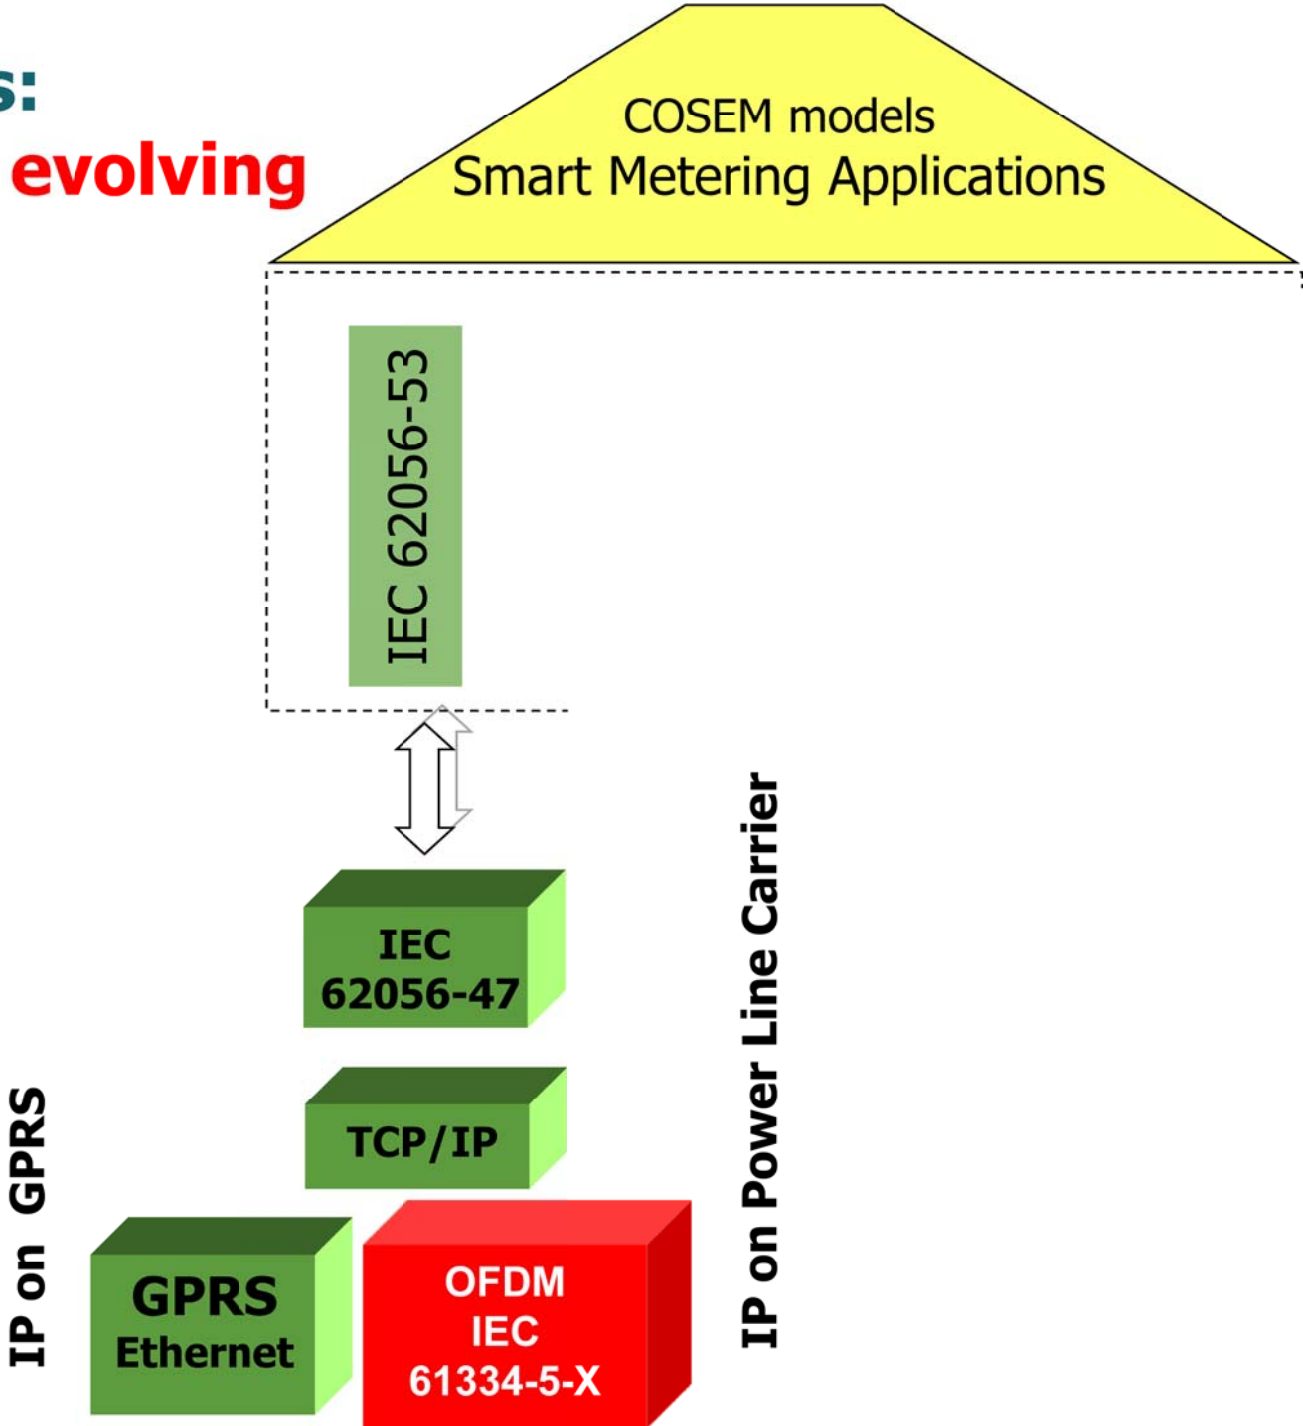 s:
evolving
COSEM models
Smart Metering Applications
IEC 62056-53
IEC
62056-47
TCP/IP
IP on GPRS
GPRS
Ethernet
OFDM
IEC
61334-5-X
IP on Power Line Carrier